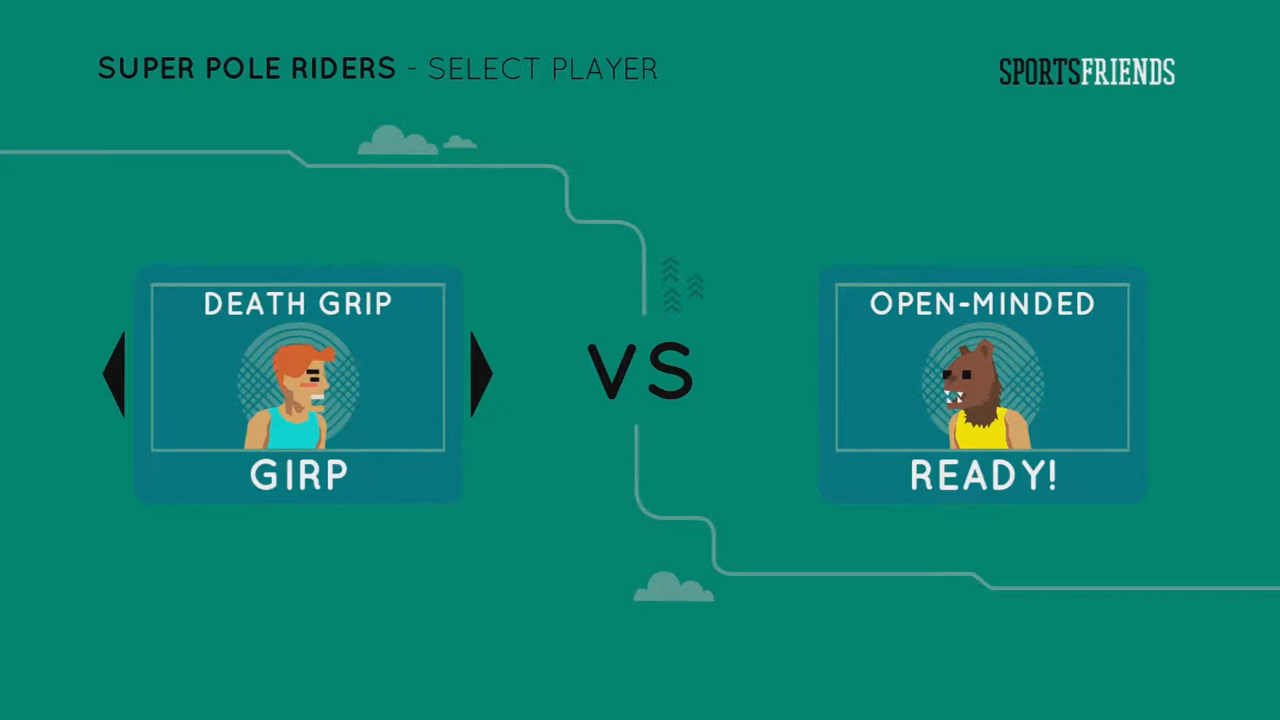 SUPER POLE RIDERS - SELECT PLAYER
SPORTSFRIENDS
DEATH GRIP
GIRP
VS
OPEN-MINDED
READY!